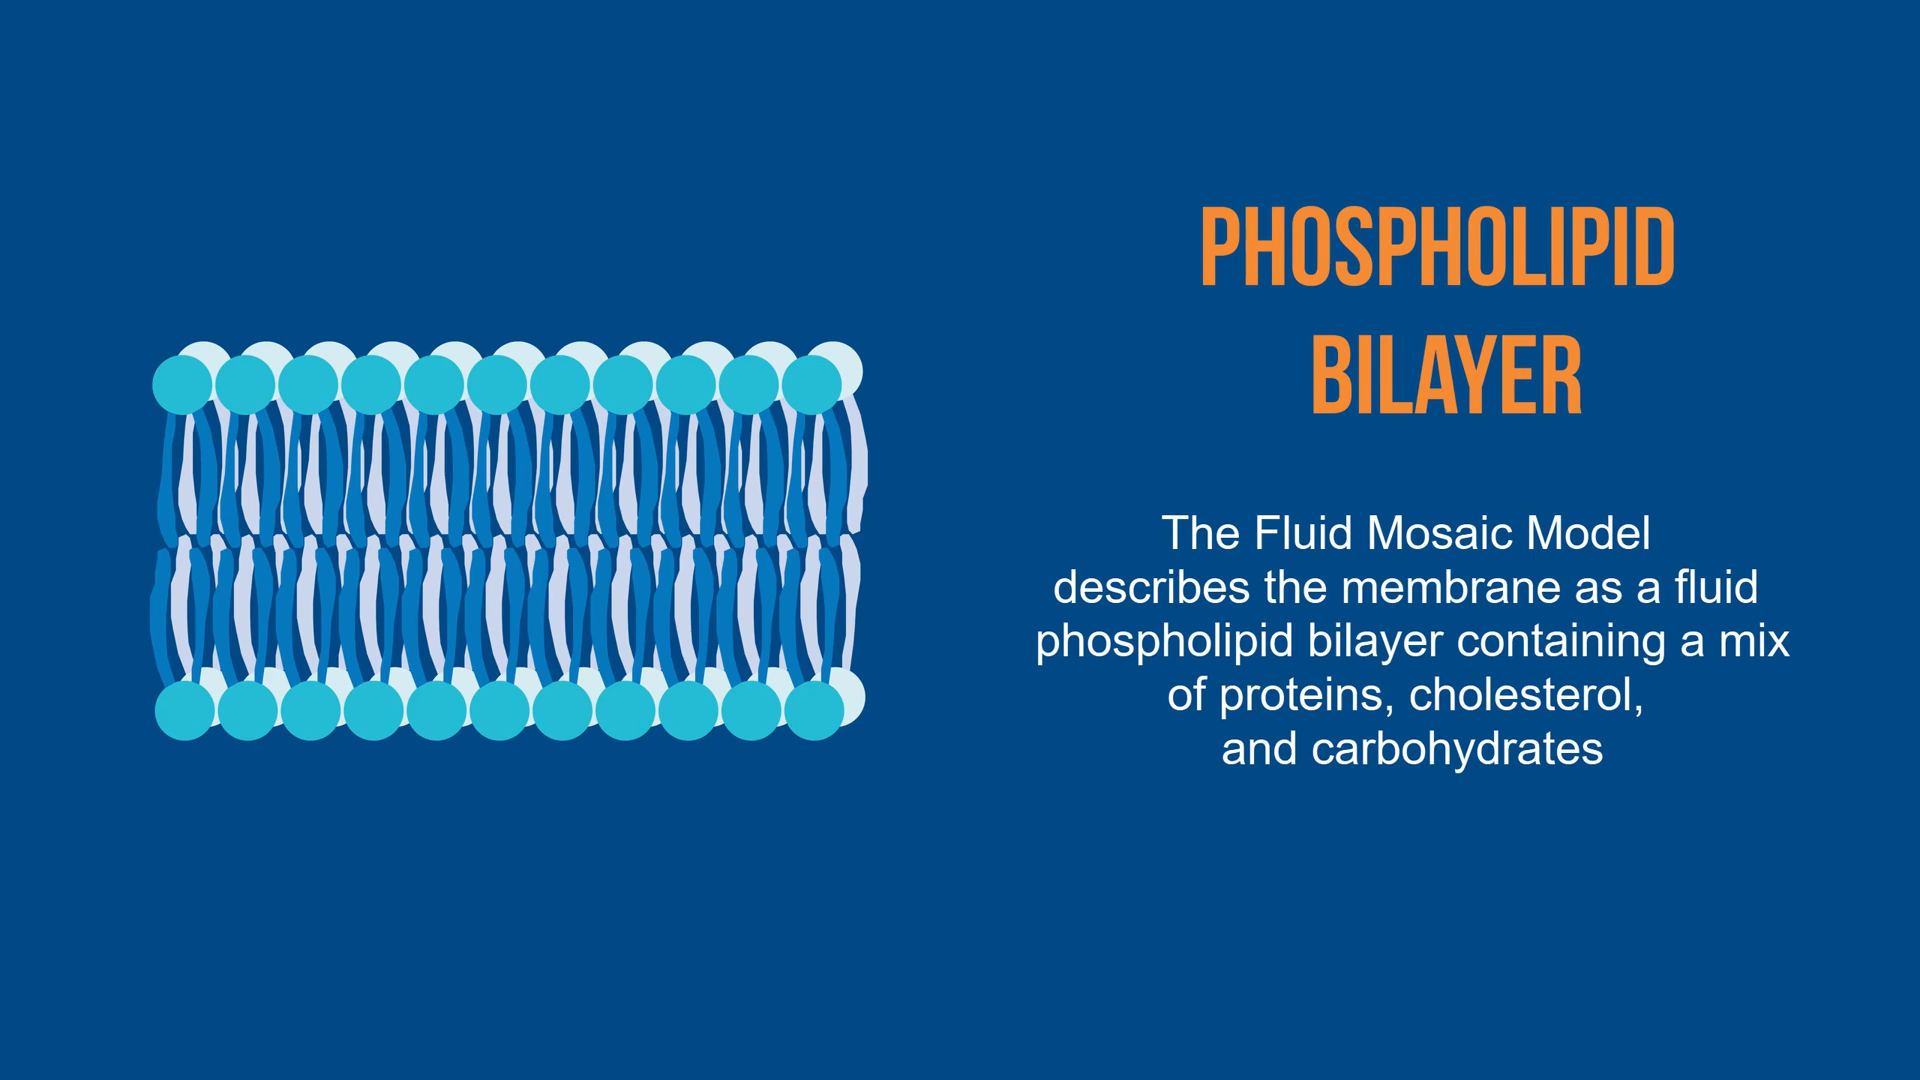 PHOSPHOLIPID
BILAYER
The Fluid Mosaic Model
describes the membrane as a fluid
phospholipid bilayer containing a mix
of proteins, cholesterol,
and carbohydrates